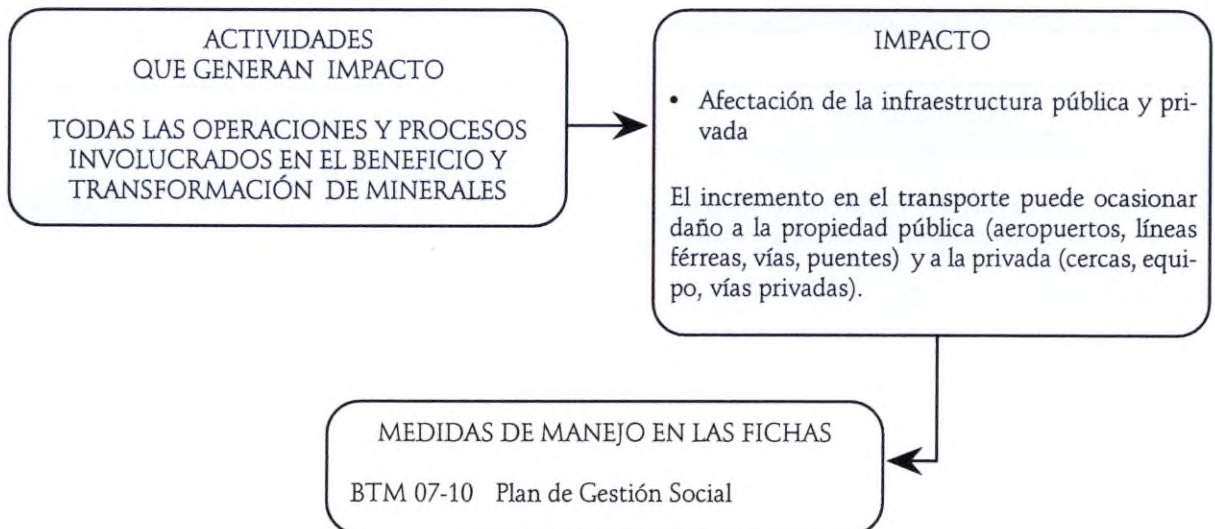 ACTIVIDADES
QUE GENERAN IMPACTO
TODAS LAS OPERACIONES Y PROCESOS
INVOLUCRADOS EN EL BENEFICIO Y
TRANSFORMACIÓN DE MINERALES
IMPACTO
• Afectación de la infraestructura pública y pri-
vada
El incremento en el transporte puede ocasionar
daño a la propiedad pública (aeropuertos, líneas
férreas, vías, puentes) y a la privada (cercas, equi-
po, vías privadas).
MEDIDAS DE MANEJO EN LAS FICHAS
BTM 07-10 Plan de Gestión Social